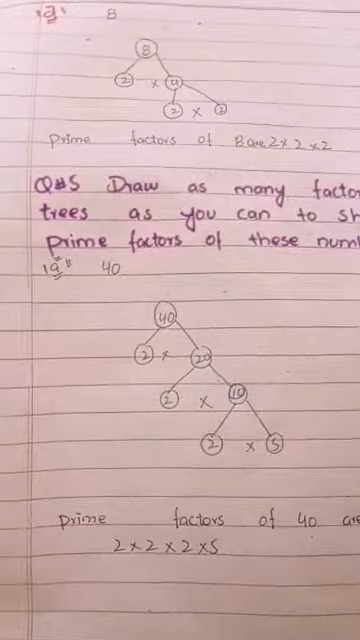 "a" 8
8
2 x 4
2 x 2
prime factors of 8 are 2 x 2 x 2
Q#5 Draw as many facto
trees as you can to sh
prime factors of these num
"a" 40
40
2 x 20
2 x 10
2 x 5
prime factors of 40 are
2 x 2 x 2 x 5